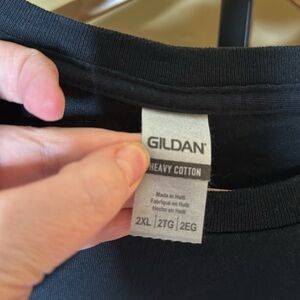 GILDAN
HEAVY COTTON
Made in Haiti
Fabriqué en Haïti
Hecho en Haití
2XL | 2TG | 2EG